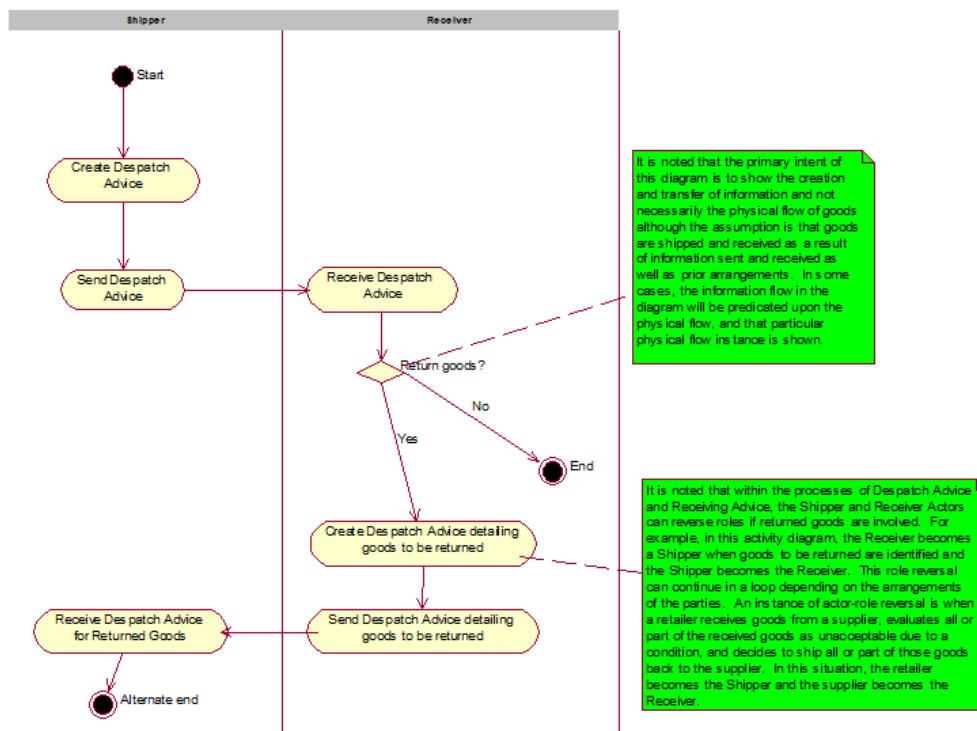 Shipper
Receiver
Start
Create Despatch
Advice
Send Despatch
Advice
Receive Despatch
Advice
Return goods?
No
Yes
End
Create Despatch Advice detailing
goods to be returned
Send Despatch Advice detailing
goods to be returned
Receive Despatch Advice
for Returned Goods
Alternate end
It is noted that the primary intent of
this diagram is to show the creation
and transfer of information and not
necessarily the physical flow of goods
although the assumption is that goods
are shipped and received as a result
of information sent and received as
well as prior arrangements. In some
cases, the information flow in the
diagram will be predicated upon the
physical flow, and that particular
physical flow instance is shown.
It is noted that within the processes of Despatch Advice
and Receiving Advice, the Shipper and Receiver Actors
can reverse roles if returned goods are involved. For
example, in this activity diagram, the Receiver becomes
a Shipper when goods to be returned are identified and
the Shipper becomes the Receiver. This role reversal
can continue in a loop depending on the arrangements
of the parties. An instance of actor-role reversal is when
a retailer receives goods from a supplier, evaluates all or
part of the received goods as unacceptable due to a
condition, and decides to ship all or part of those goods
back to the supplier. In this situation, the retailer
becomes the Shipper and the supplier becomes the
Receiver.